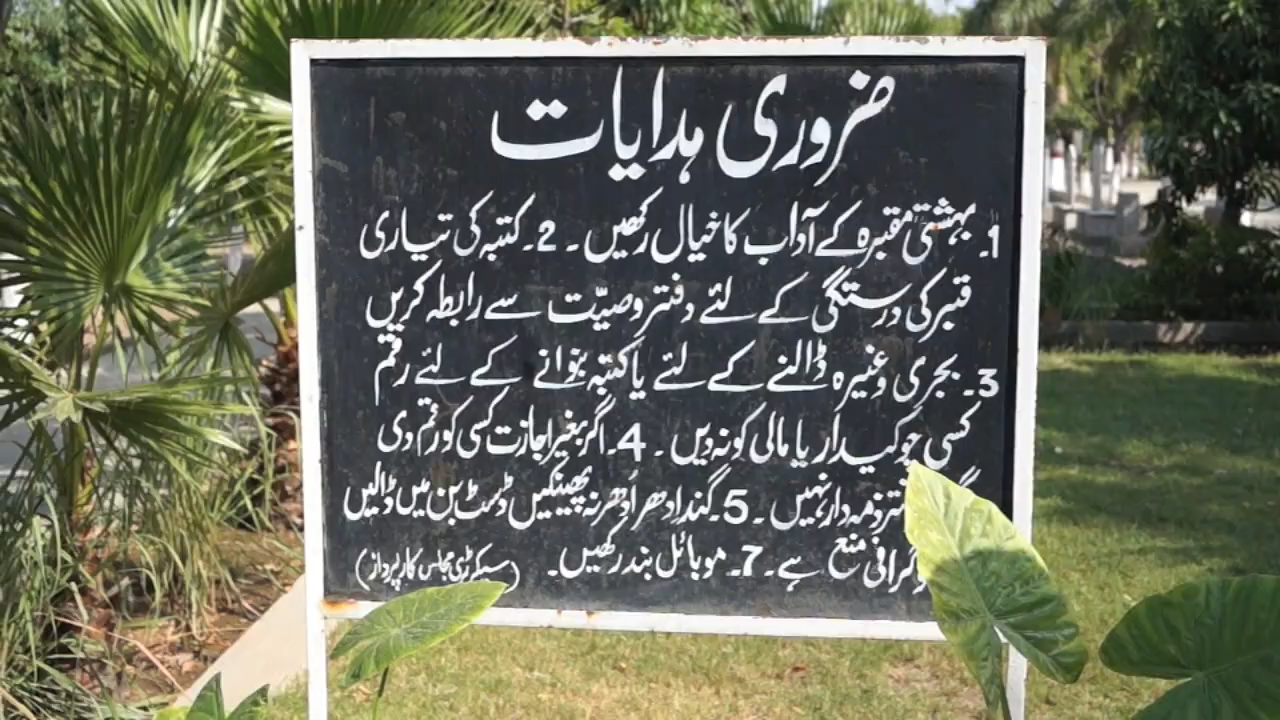 ضروری ہدایات
1۔ بہشتی مقبرہ کے آداب کا خیال رکھیں ۔ 2۔ کتبہ کی تیاری
قبر کی درستگی کے لئے دفتر وصیّت سے رابطہ کریں
3۔ بجری وغیرہ ڈالنے کے لئے یا کتبہ بنوانے کے لئے رقم
کسی چوکیدار یا مالی کو نہ دیں ۔ 4۔ اگر بغیر اجازت کسی کو رقم دی
ذمہ دار نہیں ۔ 5۔ گند ادھر اُدھر نہ پھینکیں ڈسٹ بن میں ڈالیں
منع ہے ۔ 7۔ موبائل بند رکھیں ۔ (سیکرٹری مجلس کارپرداز)